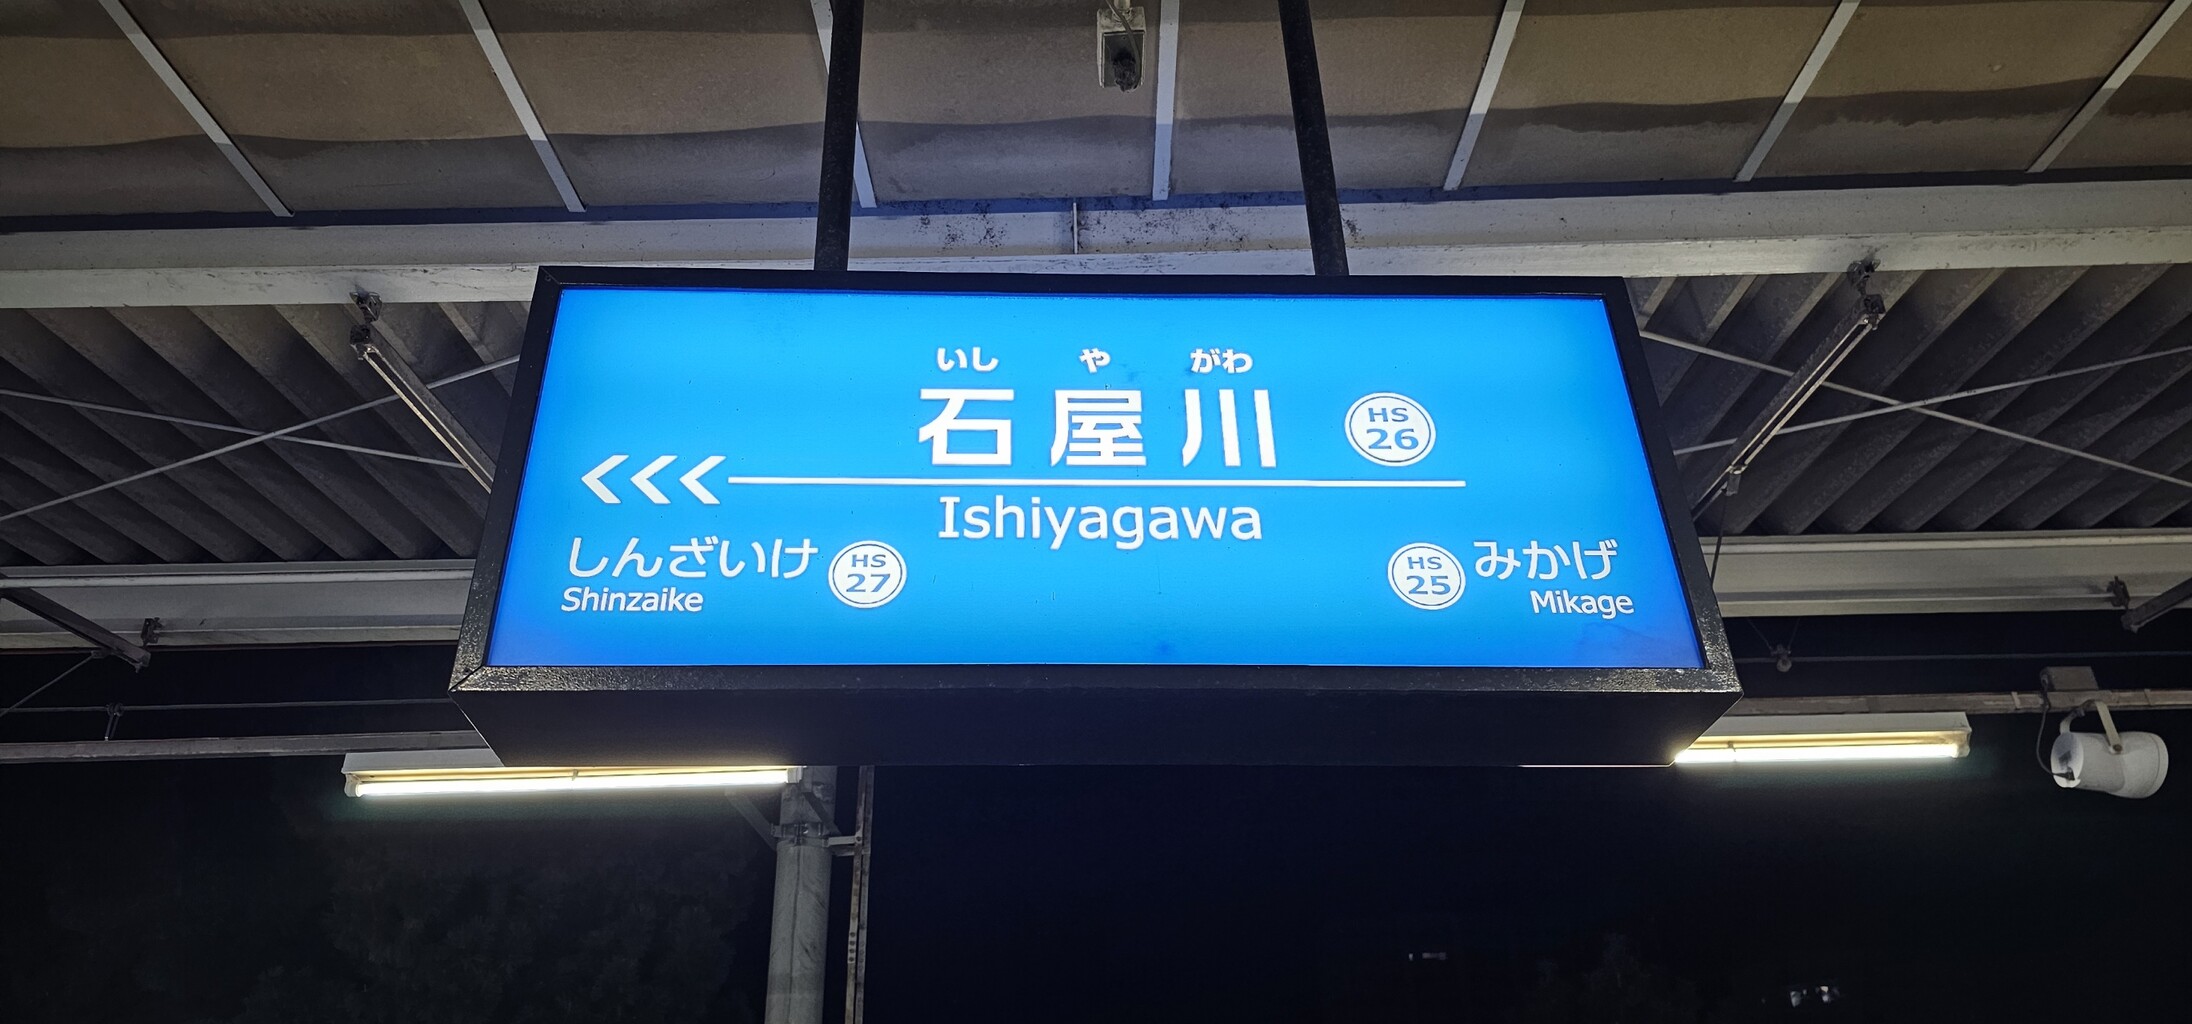 いし や がわ
石屋川 HS 26
<<<
Ishiyagawa
しんざいけ HS 27
Shinzaike
HS 25 みかげ
Mikage